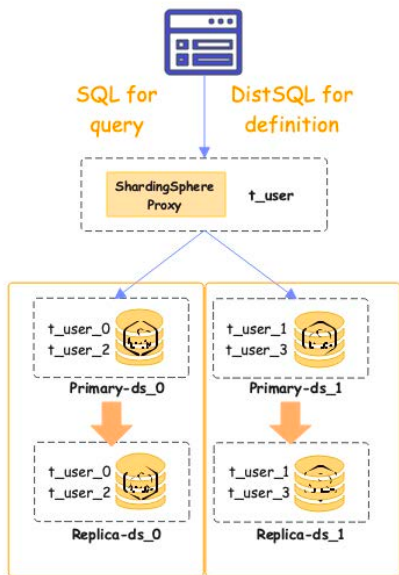 SQL for
query
DistSQL for
definition
ShardingSphere
Proxy
t_user
t_user_0
t_user_2
Primary-ds_0
t_user_1
t_user_3
Primary-ds_1
t_user_0
t_user_2
Replica-ds_0
t_user_1
t_user_3
Replica-ds_1